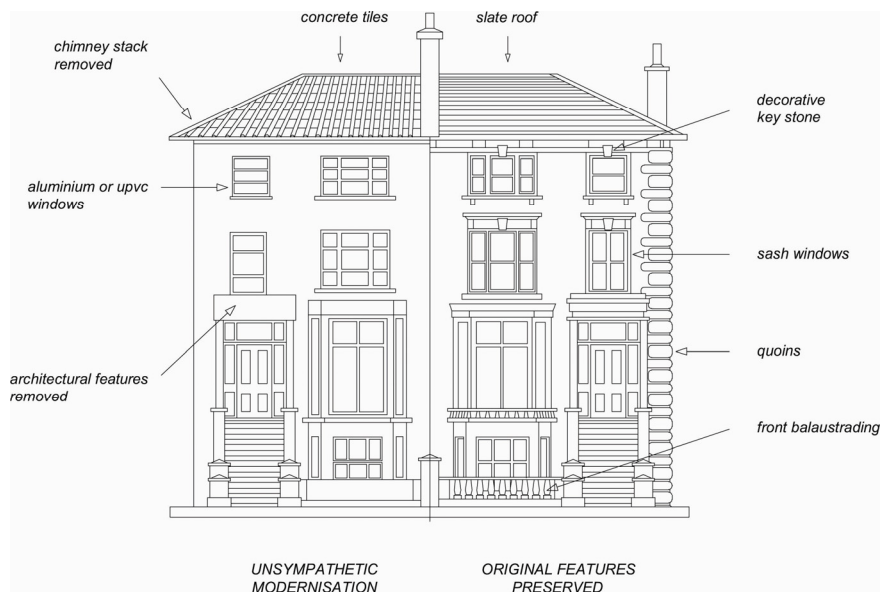 concrete tiles
slate roof
chimney stack
removed
decorative
key stone
aluminium or upvc
windows
sash windows
quoins
architectural features
removed
front balaustrading
UNSYMPATHETIC
MODERNISATION
ORIGINAL FEATURES
PRESERVED